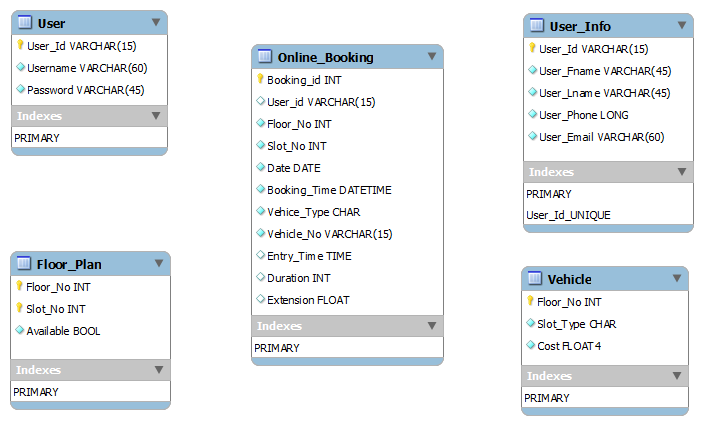 User
User_Id VARCHAR(15)
Username VARCHAR(60)
Password VARCHAR(45)
Indexes
PRIMARY
Online_Booking
Booking_id INT
User_id VARCHAR(15)
Floor_No INT
Slot_No INT
Date DATE
Booking_Time DATETIME
Vehice_Type CHAR
Vehicle_No VARCHAR(15)
Entry_Time TIME
Duration INT
Extension FLOAT
Indexes
PRIMARY
User_Info
User_Id VARCHAR(15)
User_Fname VARCHAR(45)
User_Lname VARCHAR(45)
User_Phone LONG
User_Email VARCHAR(60)
Indexes
PRIMARY
User_Id_UNIQUE
Floor_Plan
Floor_No INT
Slot_No INT
Available BOOL
Indexes
PRIMARY
Vehicle
Floor_No INT
Slot_Type CHAR
Cost FLOAT4
Indexes
PRIMARY